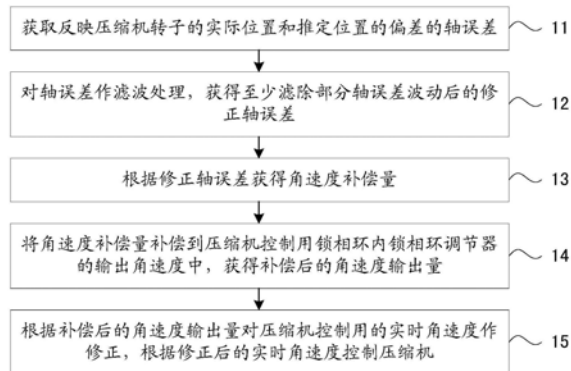 获取反映压缩机转子的实际位置和推定位置的偏差的轴误差
11
对轴误差作滤波处理，获得至少滤除部分轴误差波动后的修
正轴误差
12
根据修正轴误差获得角速度补偿量
13
将角速度补偿量补偿到压缩机控制用锁相环内锁相环调节器
的输出角速度中，获得补偿后的角速度输出量
14
根据补偿后的角速度输出量对压缩机控制用的实时角速度作
修正，根据修正后的实时角速度控制压缩机
15